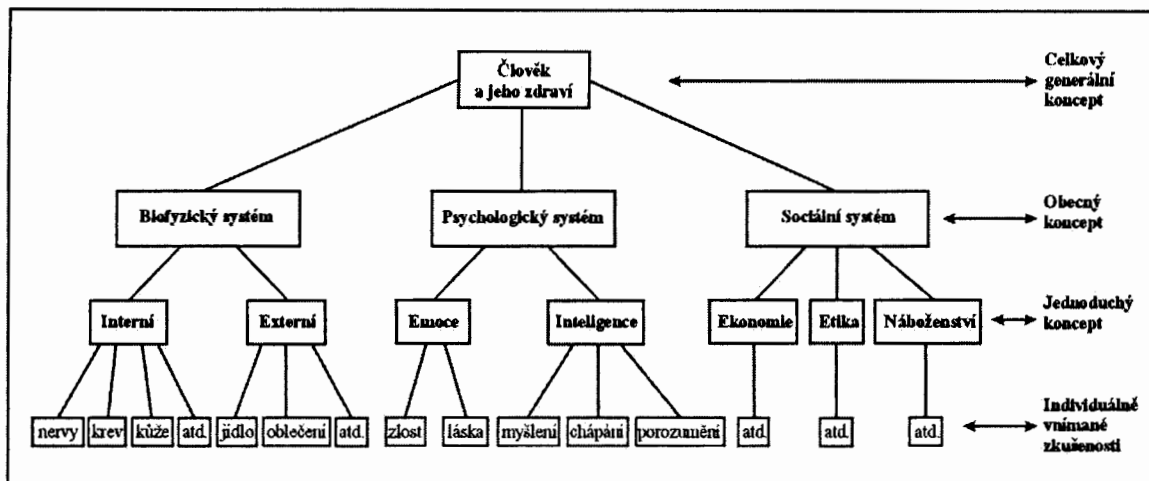 Člověk
a jeho zdraví
Celkový
generální
koncept
Biofyzický systém
Psychologický systém
Sociální systém
Obecný
koncept
Interní
Externí
Emoce
Inteligence
Ekonomie
Etika
Náboženství
Jednoduchý
koncept
nervy
krev
kůže
atd.
jídlo
oblečení
atd.
zlost
láska
myšlení
chápání
porozumnění
atd.
atd.
atd.
Individuálně
vnímané
zkušenosti